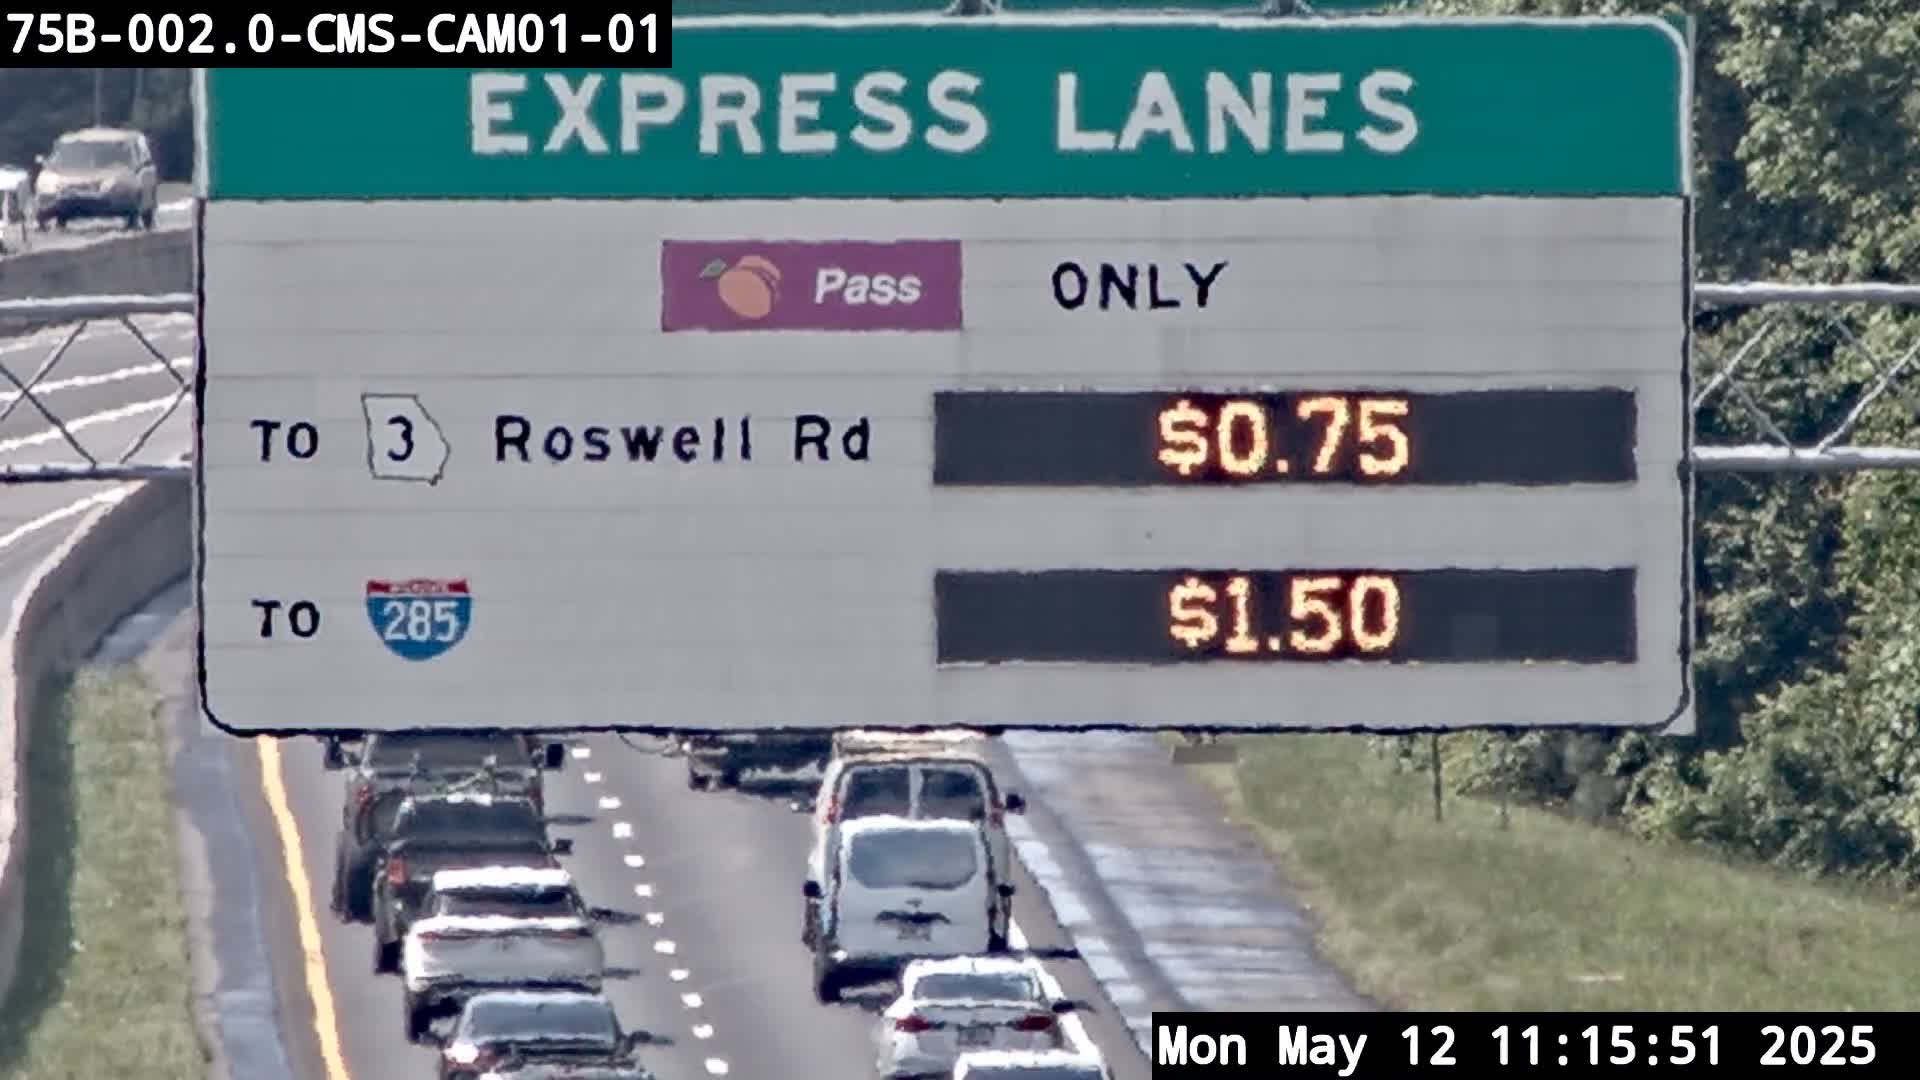 75B-002.0-CMS-CAM01-01
EXPRESS LANES
Pass ONLY
TO 3 Roswell Rd $0.75
TO 285 $1.50
Mon May 12 11:15:51 2025